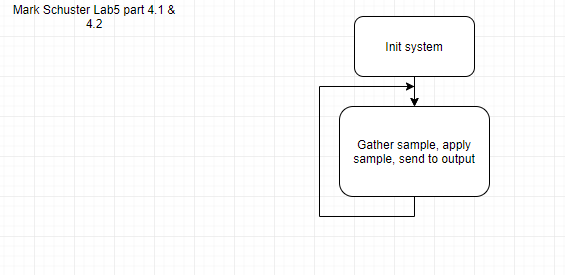 Mark Schuster Lab5 part 4.1 &
4.2
Init system
Gather sample, apply
sample, send to output